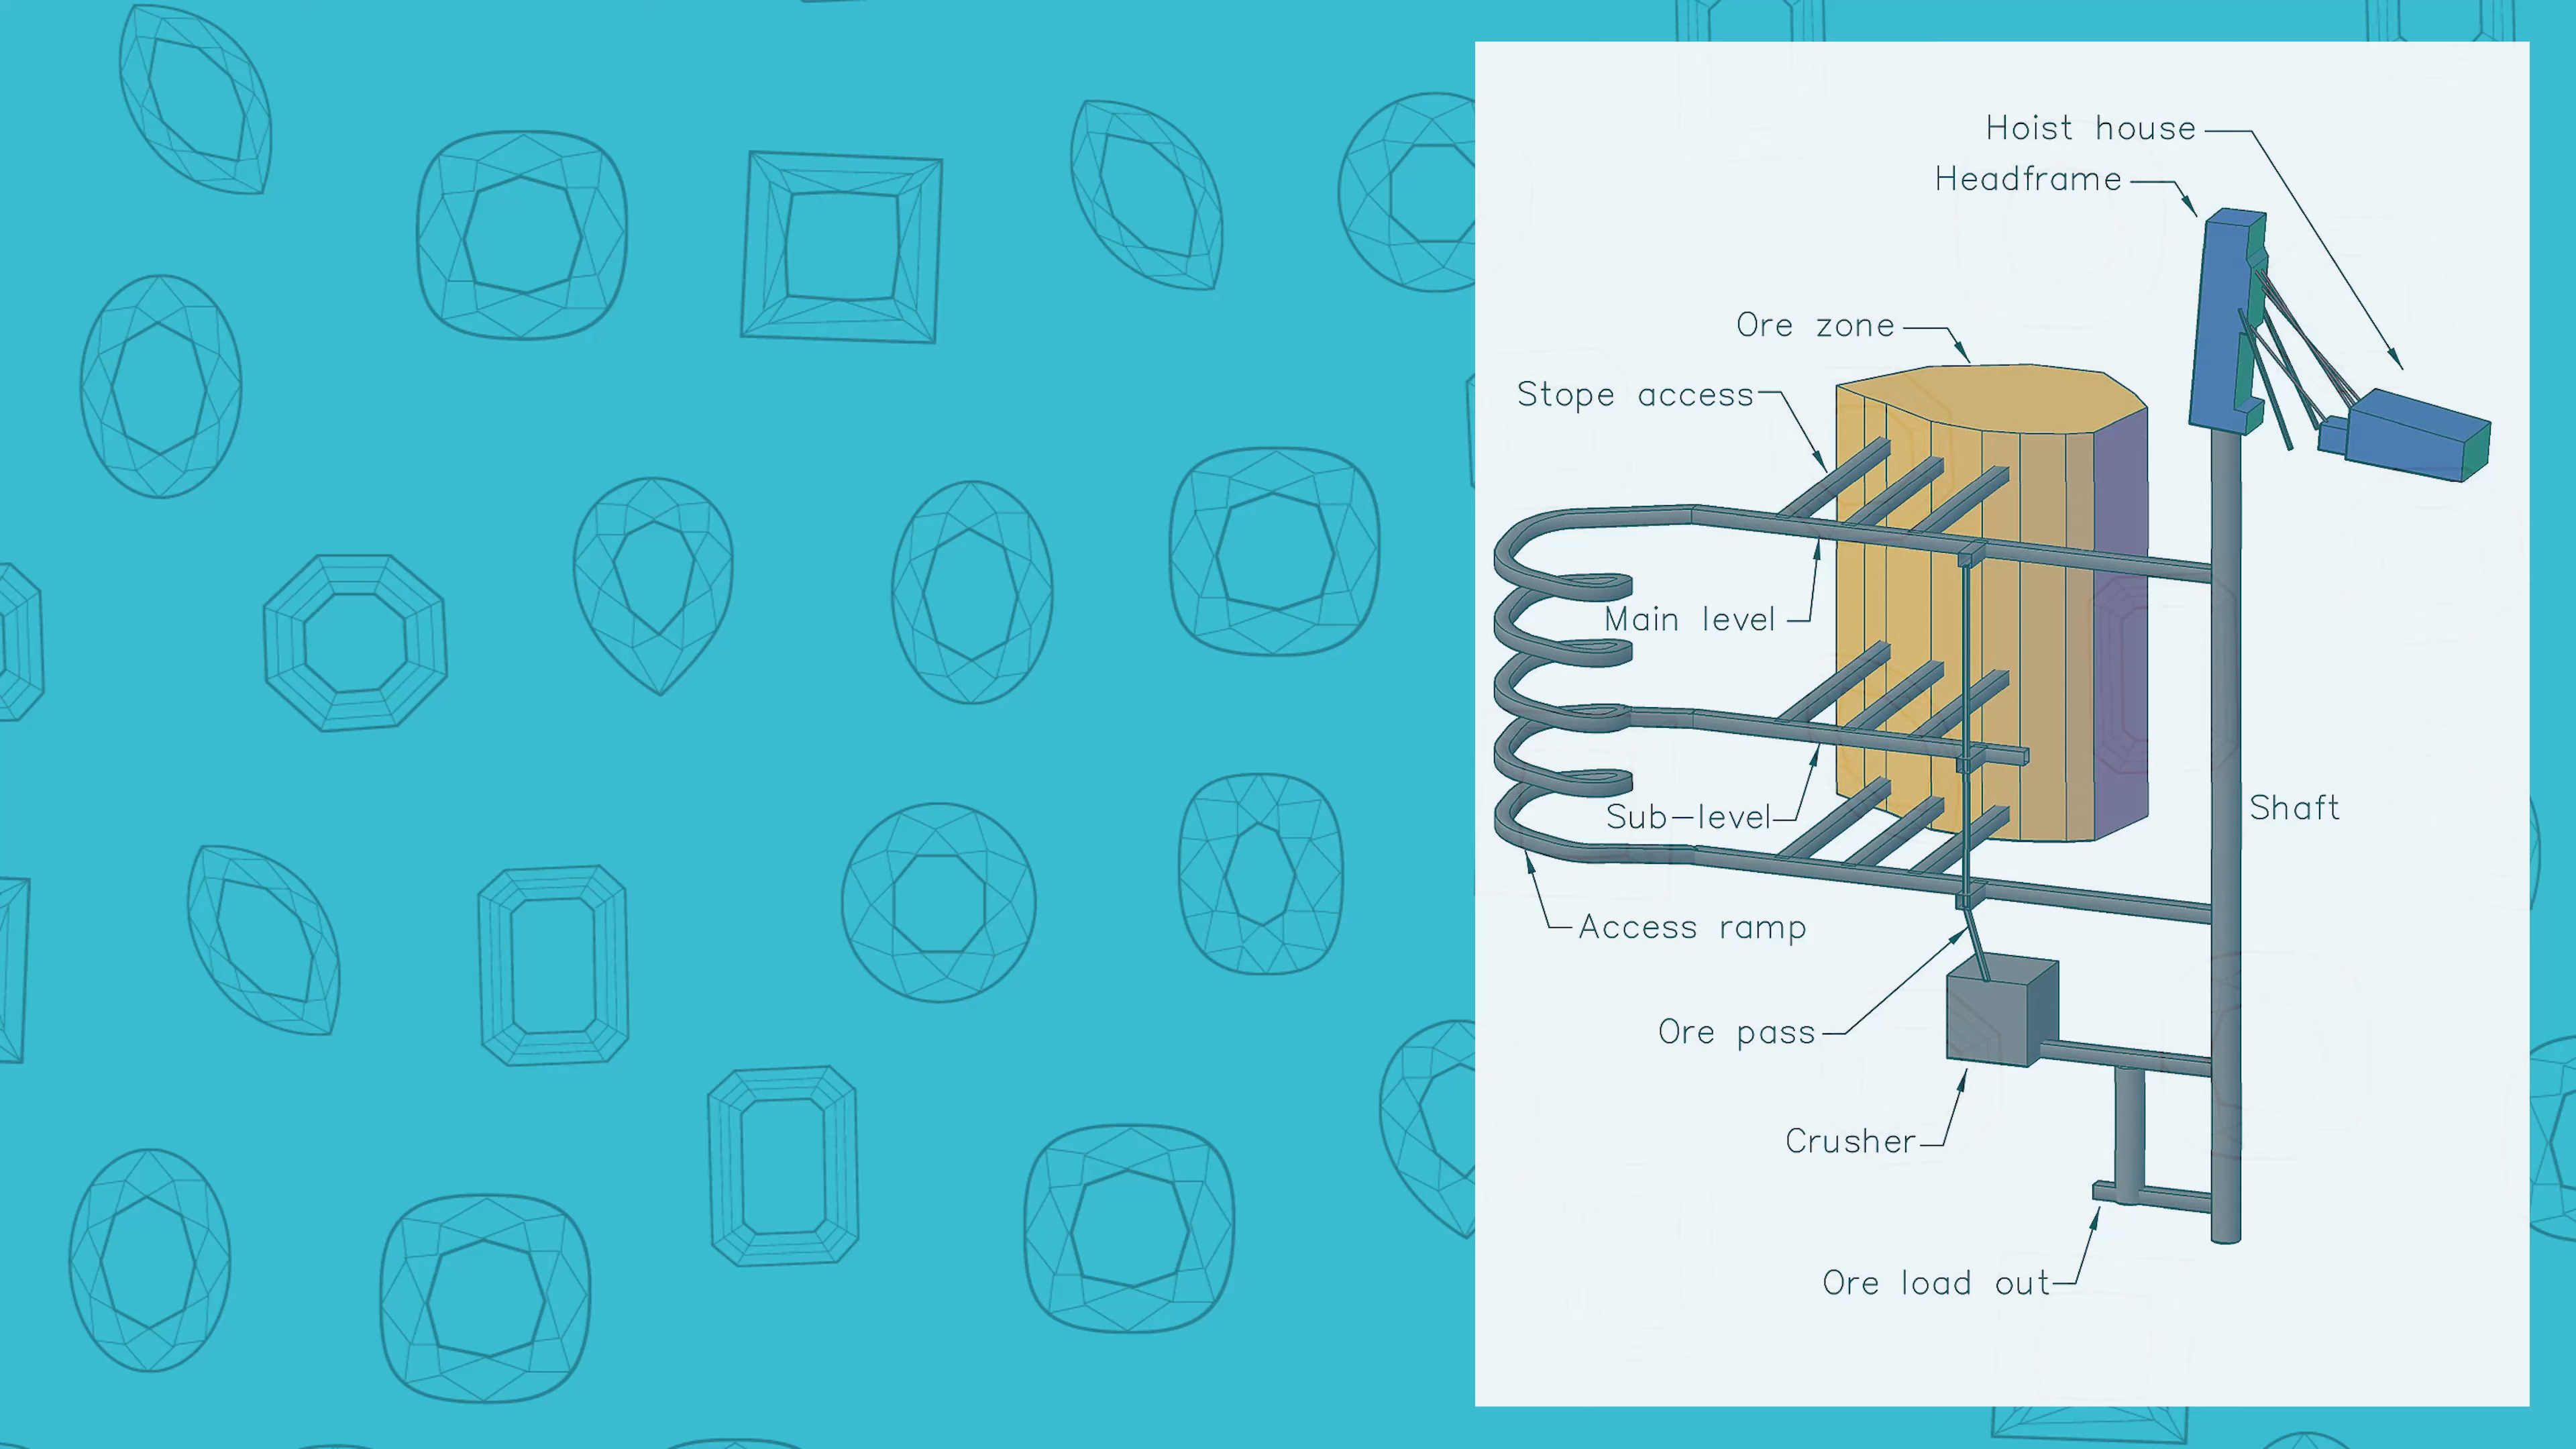 Hoist house
Headframe
Ore zone
Stope access
Main level
Sub-level
Shaft
Access ramp
Ore pass
Crusher
Ore load out